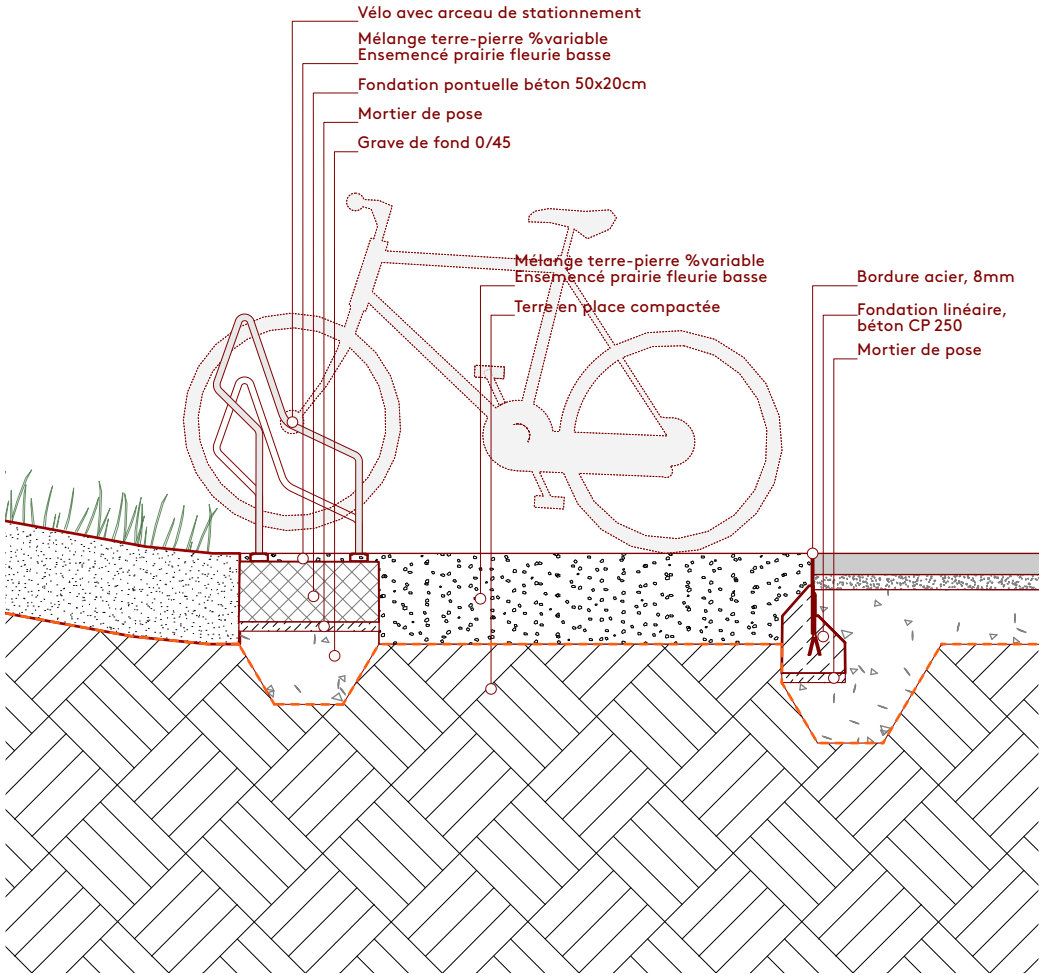 Vélo avec arceau de stationnement
Mélange terre-pierre %variable
Ensemencé prairie fleurie basse
Fondation pontuelle béton 50x20cm
Mortier de pose
Grave de fond 0/45
Mélange terre-pierre %variable
Ensemencé prairie fleurie basse
Terre en place compactée
Bordure acier, 8mm
Fondation linéaire,
béton CP 250
Mortier de pose